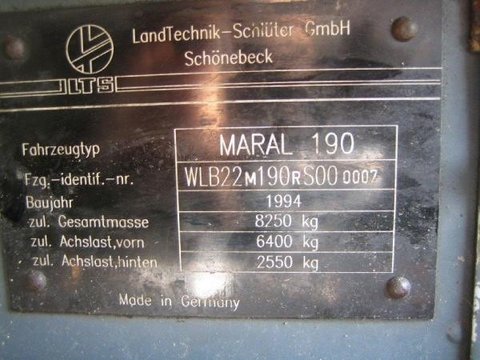 LandTechnik-Schlüter GmbH
Schönebeck
LTS
Fahrzeugtyp MARAL 190
Fzg.-identif.-nr. WLB22M190RS00 0007
Baujahr 1994
zul. Gesamtmasse 8250 kg
zul. Achslast,vorn 6400 kg
zul. Achslast,hinten 2550 kg
Made in Germany